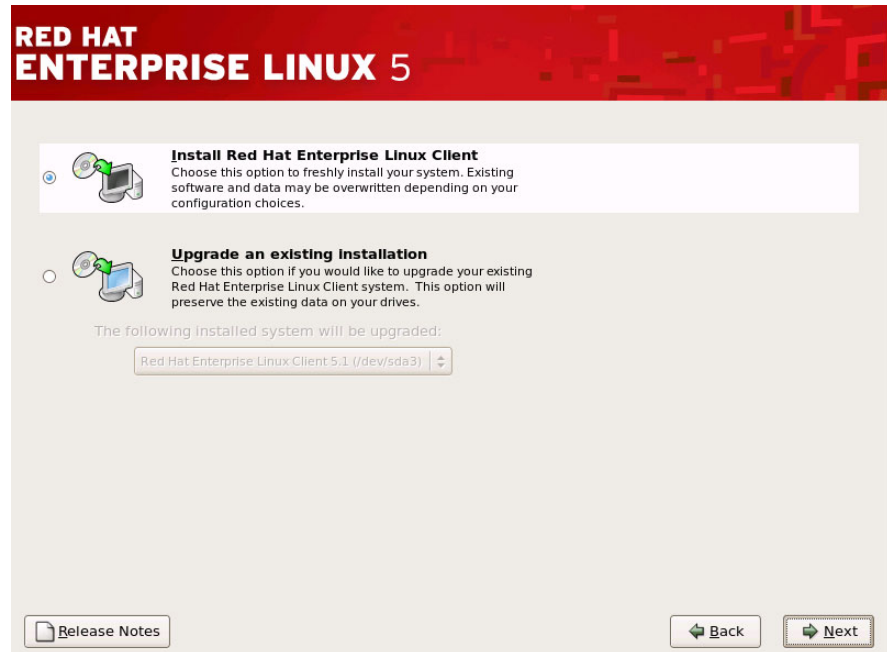 RED HAT
ENTERPRISE LINUX 5
Install Red Hat Enterprise Linux Client
Choose this option to freshly install your system. Existing
software and data may be overwritten depending on your
configuration choices.
Upgrade an existing installation
Choose this option if you would like to upgrade your existing
Red Hat Enterprise Linux Client system.  This option will
preserve the existing data on your drives.
The following installed system will be upgraded:
Red Hat Enterprise Linux Client 5.1 (/dev/sda3)
Release Notes
Back
Next